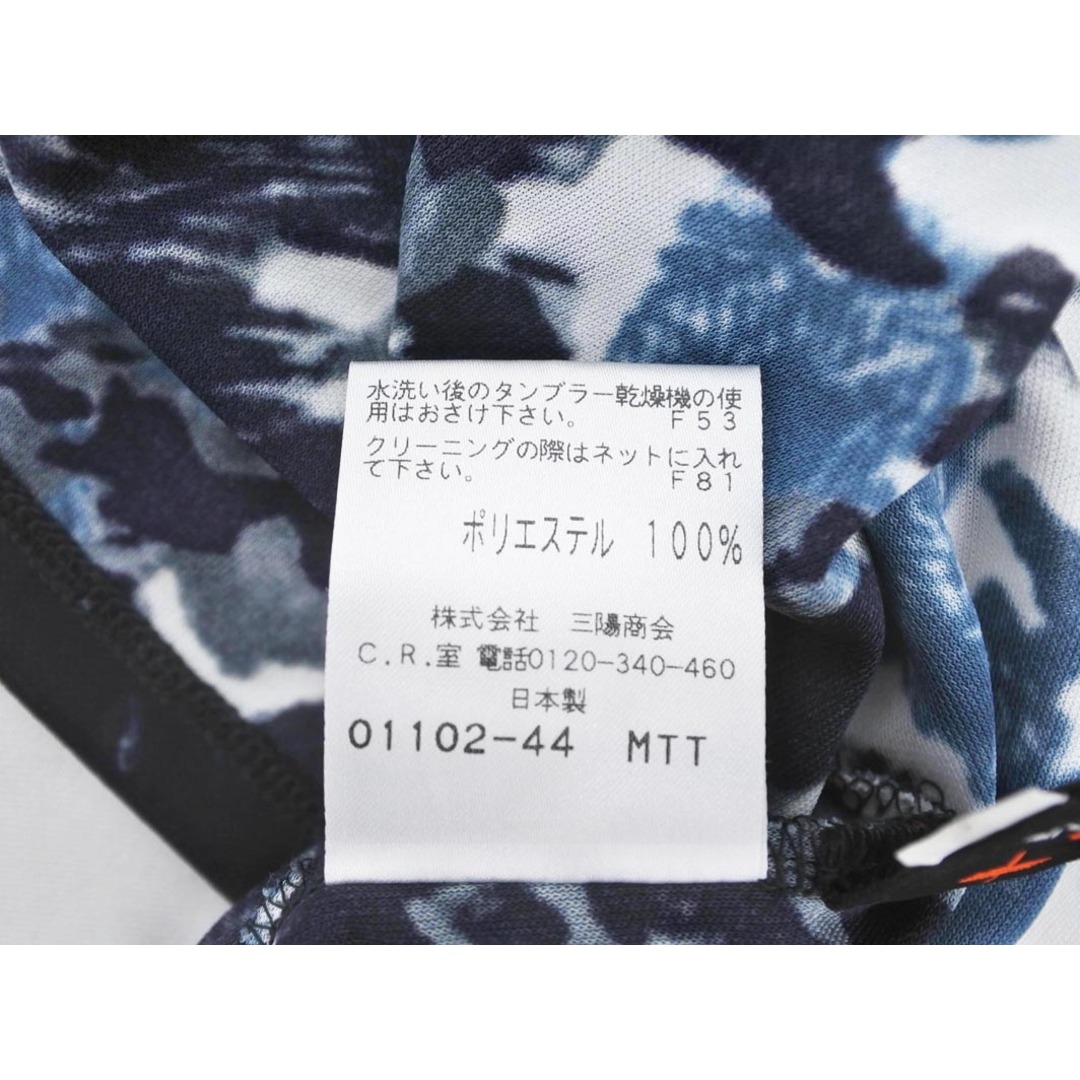 水洗い後のタンブラー乾燥機の使
用はおさけ下さい。 F53
クリーニングの際はネットに入れ
て下さい。 F81
ポリエステル 100%
株式会社 三陽商会
C.R.室 電話0120-340-460
日本製
01102-44 MTT